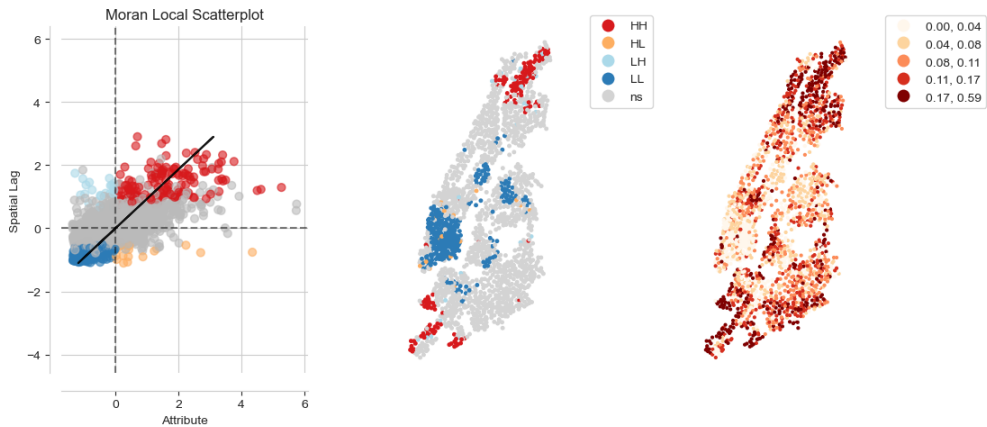 Moran Local Scatterplot
6
4
2
0
−2
−4
Spatial Lag
0
2
4
6
Attribute
HH
HL
LH
LL
ns
0.00, 0.04
0.04, 0.08
0.08, 0.11
0.11, 0.17
0.17, 0.59